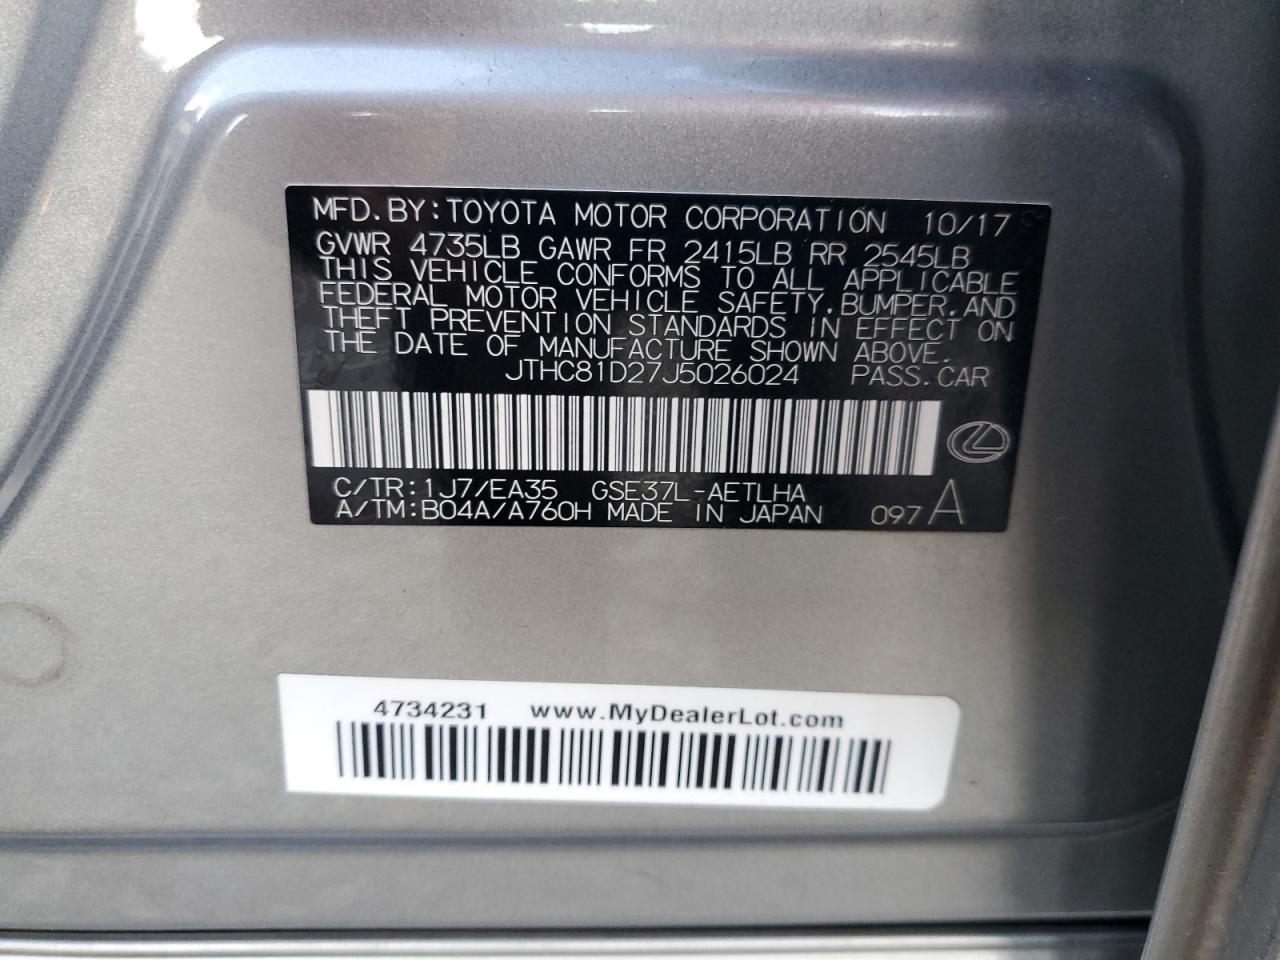 MFD.BY:TOYOTA MOTOR CORPORATION 10/17
GVWR 4735LB GAWR FR 2415LB RR 2545LB
THIS VEHICLE CONFORMS TO ALL APPLICABLE
FEDERAL MOTOR VEHICLE SAFETY,BUMPER,AND
THEFT PREVENTION STANDARDS IN EFFECT ON
THE DATE OF MANUFACTURE SHOWN ABOVE.
JTHC81D27J5026024 PASS.CAR
C/TR:1J7/EA35 GSE37L-AETLHA
A/TM:B04A/A760H MADE IN JAPAN 097 A
4734231 www.MyDealerLot.com